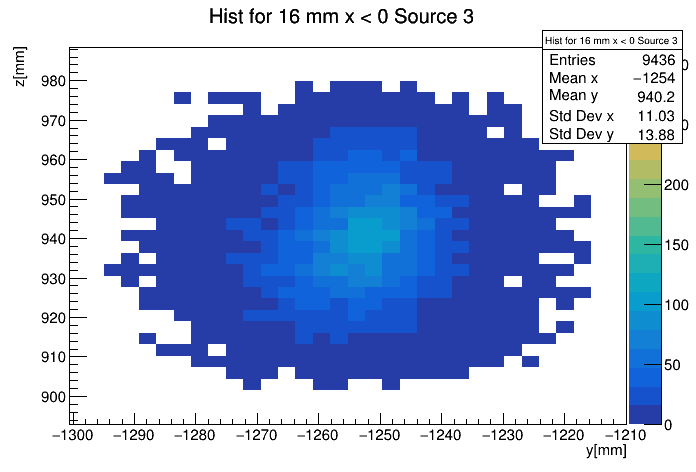 Hist for 16 mm x < 0 Source 3
z[mm]
Hist for 16 mm x < 0 Source 3
Entries 9436
Mean x −1254
Mean y 940.2
Std Dev x 11.03
Std Dev y 13.88
980
970
960
950
940
930
920
910
900
0
0
200
150
100
50
0
−1300 −1290 −1280 −1270 −1260 −1250 −1240 −1230 −1220 −1210
y[mm]